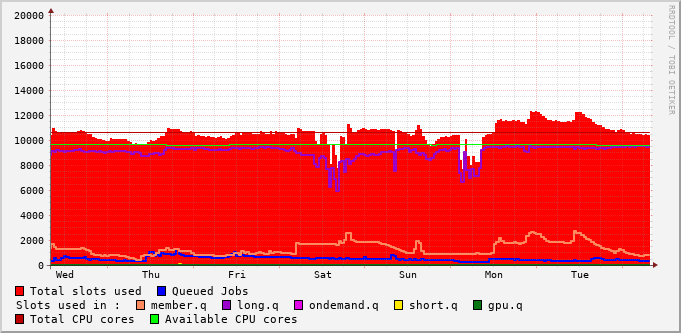 20000
18000
16000
14000
12000
10000
8000
6000
4000
2000
0
Wed Thu Fri Sat Sun Mon Tue
RRDTOOL / TOBI OETIKER
Total slots used Queued Jobs
Slots used in : member.q long.q ondemand.q short.q gpu.q
Total CPU cores Available CPU cores